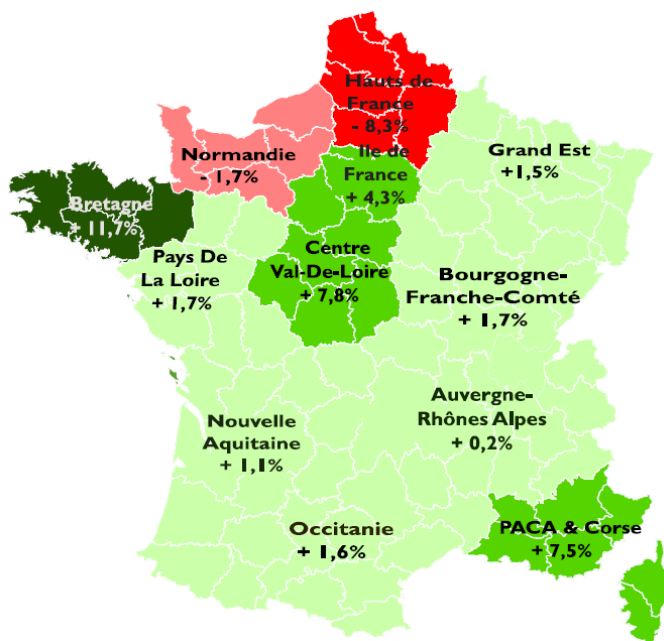 Hauts de
France
- 8,3%
Normandie
- 1,7%
Ile de
France
+ 4,3%
Grand Est
+1,5%
Bretagne
+ 11,7%
Pays De
La Loire
+ 1,7%
Centre
Val-De-Loire
+ 7,8%
Bourgogne-
Franche-Comté
+ 1,7%
Nouvelle
Aquitaine
+ 1,1%
Auvergne-
Rhônes Alpes
+ 0,2%
Occitanie
+ 1,6%
PACA & Corse
+ 7,5%